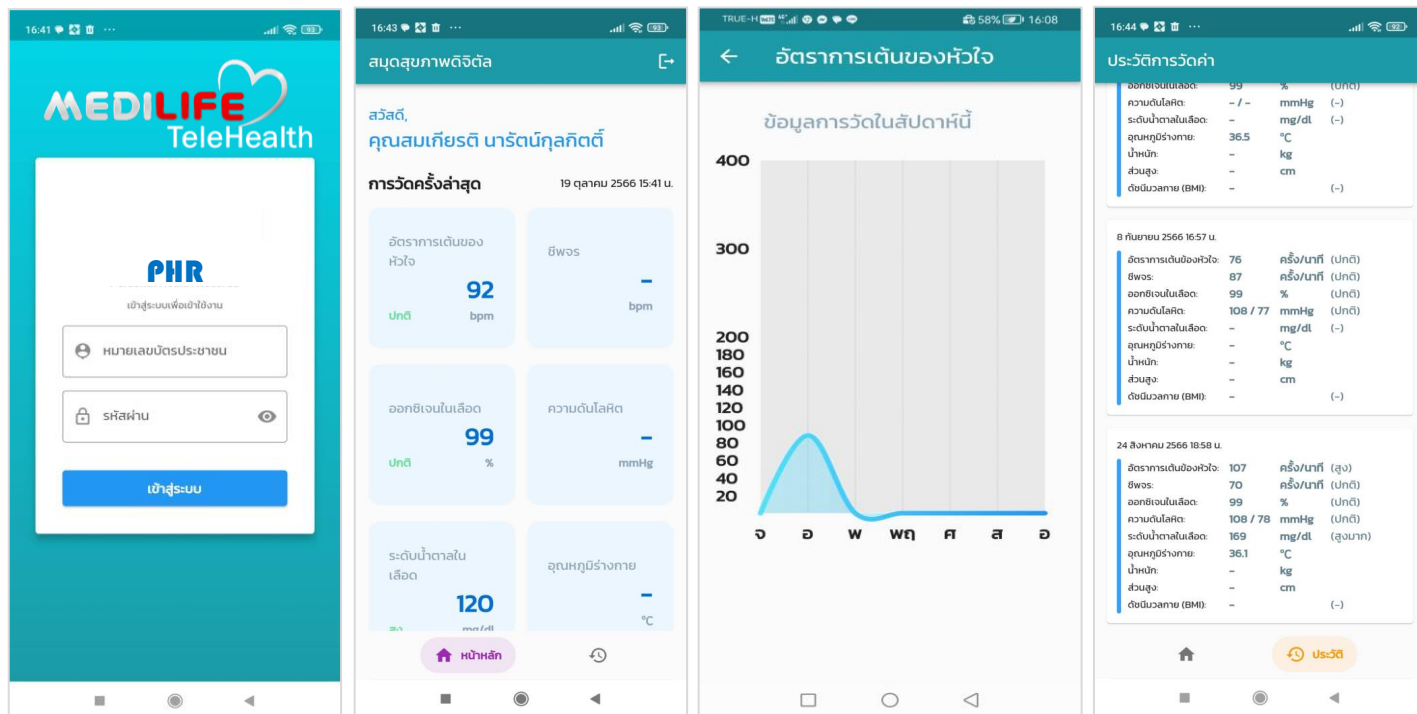 16:41
93
MEDILIFE
TeleHealth
PHR
เข้าสู่ระบบเพื่อเข้าใช้งาน
หมายเลขบัตรประชาชน
รหัสผ่าน
เข้าสู่ระบบ
16:43
93
สมุดสุขภาพดิจิตัล
สวัสดี,
คุณสมเกียรติ นารัตน์กุลกิตติ์
การวัดครั้งล่าสุด 19 ตุลาคม 2566 15:41 น.
อัตราการเต้นของ
หัวใจ
92
ปกติ bpm
ชีพจร
–
bpm
ออกซิเจนในเลือด
99
ปกติ %
ความดันโลหิต
–
mmHg
ระดับน้ำตาลใน
เลือด
120
สูง mg/dl
อุณหภูมิร่างกาย
–
°C
หน้าหลัก
TRUE-H 58% 16:08
อัตราการเต้นของหัวใจ
ข้อมูลการวัดในสัปดาห์นี้
400
300
200
180
160
140
120
100
80
60
40
20
จ อ พ พฤ ศ ส อ
16:44
92
ประวัติการวัดค่า
ออกซิเจนในเลือด: 99 % (ปกติ)
ความดันโลหิต: – / – mmHg (–)
ระดับน้ำตาลในเลือด: – mg/dl (–)
อุณหภูมิร่างกาย: 36.5 °C
น้ำหนัก: – kg
ส่วนสูง: – cm
ดัชนีมวลกาย (BMI): – (–)
8 กันยายน 2566 16:57 น.
อัตราการเต้นของหัวใจ: 76 ครั้ง/นาที (ปกติ)
ชีพจร: 87 ครั้ง/นาที (ปกติ)
ออกซิเจนในเลือด: 99 % (ปกติ)
ความดันโลหิต: 108 / 77 mmHg (ปกติ)
ระดับน้ำตาลในเลือด: – mg/dl (–)
อุณหภูมิร่างกาย: – °C
น้ำหนัก: – kg
ส่วนสูง: – cm
ดัชนีมวลกาย (BMI): – (–)
24 สิงหาคม 2566 18:58 น.
อัตราการเต้นของหัวใจ: 107 ครั้ง/นาที (สูง)
ชีพจร: 70 ครั้ง/นาที (ปกติ)
ออกซิเจนในเลือด: 99 % (ปกติ)
ความดันโลหิต: 108 / 78 mmHg (ปกติ)
ระดับน้ำตาลในเลือด: 169 mg/dl (สูงมาก)
อุณหภูมิร่างกาย: 36.1 °C
น้ำหนัก: – kg
ส่วนสูง: – cm
ดัชนีมวลกาย (BMI): – (–)
ประวัติ